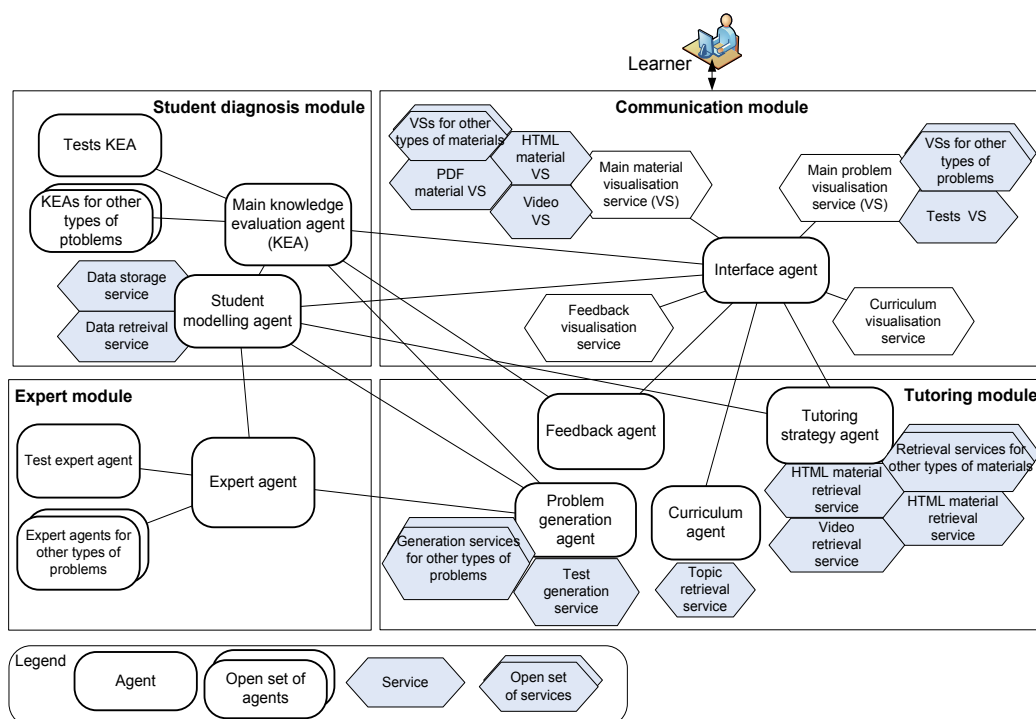 Learner
Student diagnosis module
Tests KEA
KEAs for other
types of
ptoblems
Main knowledge
evaluation agent
(KEA)
Data storage
service
Data retreival
service
Student
modelling agent
Communication module
VSs for other
types of materials
HTML
material
VS
PDF
material VS
Video
VS
Main material
visualisation
service (VS)
Main problem
visualisation
service (VS)
VSs for other
types of
problems
Tests VS
Interface agent
Feedback
visualisation
service
Curriculum
visualisation
service
Expert module
Test expert agent
Expert agent
Expert agents for
other types of
problems
Tutoring module
Feedback agent
Tutoring
strategy agent
Retrieval services for
other types of materials
HTML material
retrieval
service
HTML material
retrieval
service
Video
retrieval
service
Problem
generation
agent
Curriculum
agent
Generation services
for other types of
problems
Test
generation
service
Topic
retrieval
service
Legend
Agent
Open set of
agents
Service
Open set
of services